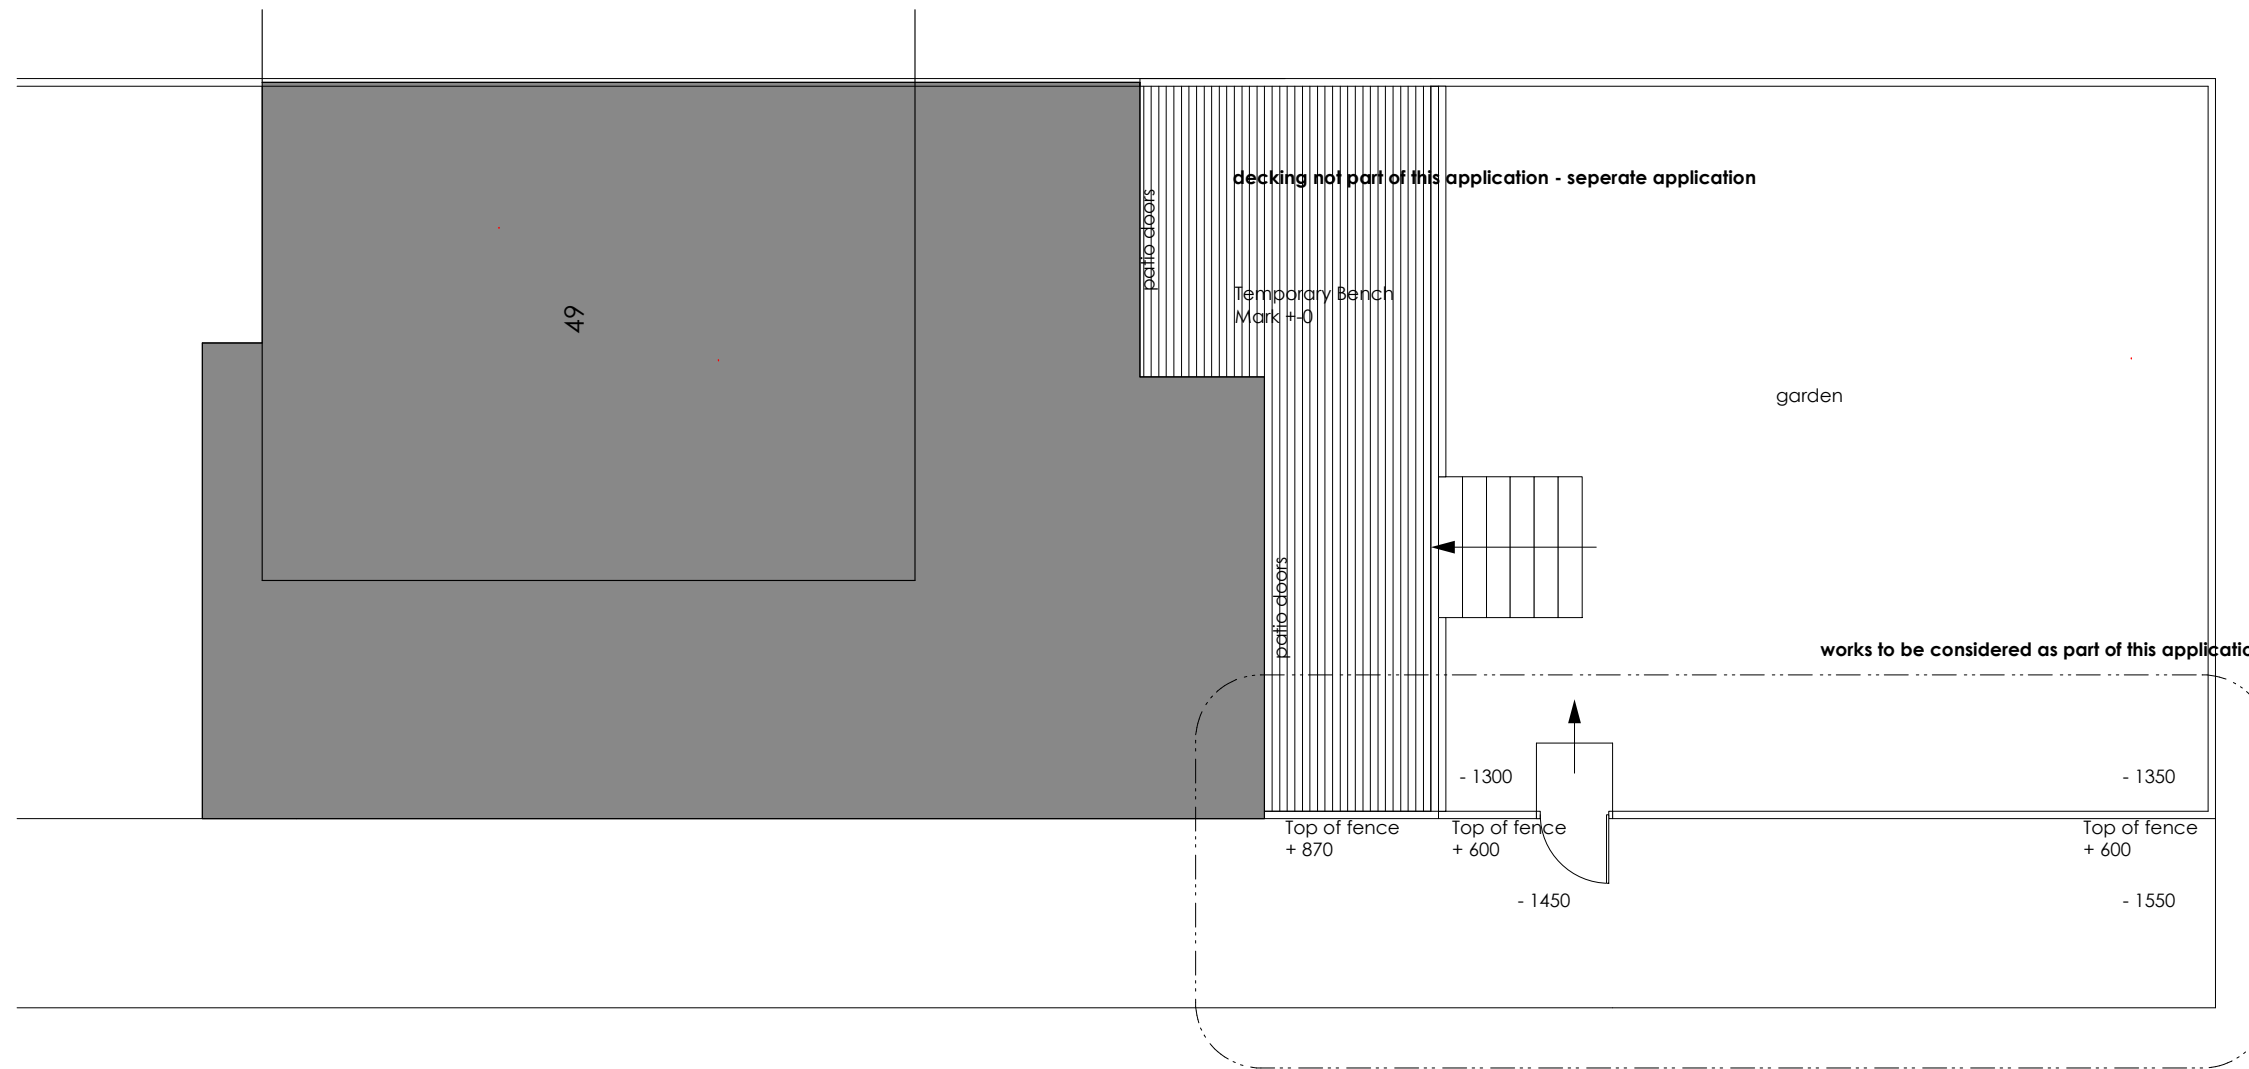 decking not part of this application - seperate application
patio doors
Temporary Bench
Mark +-0
49
garden
patio doors
works to be considered as part of this applicatio
- 1300
- 1350
Top of fence
+ 870
Top of fence
+ 600
Top of fence
+ 600
- 1450
- 1550